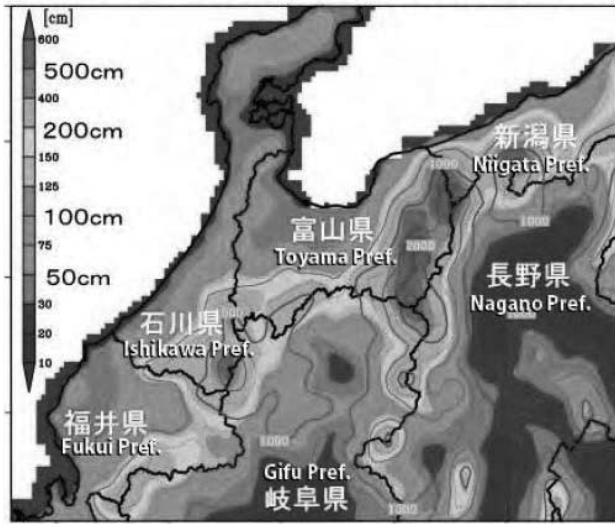 [cm]
600
500cm
400
200cm
150
125
100cm
75
50cm
30
20
10
新潟県
Niigata Pref.
1000
1000
富山県
Toyama Pref.
2000
長野県
Nagano Pref.
石川県
Ishikawa Pref.
福井県
Fukui Pref.
1000
Gifu Pref.
岐阜県
1000